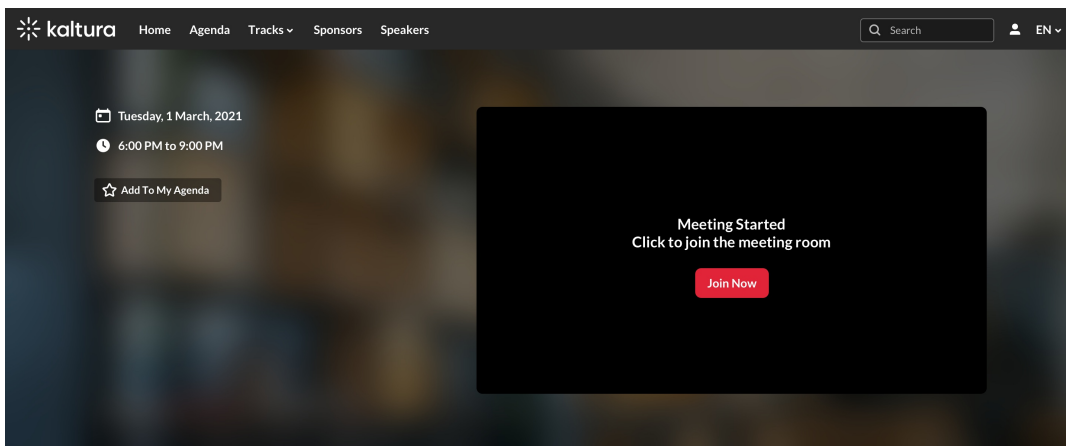 kaltura Home Agenda Tracks Sponsors Speakers Search EN
Tuesday, 1 March, 2021
6:00 PM to 9:00 PM
Add To My Agenda
Meeting Started
Click to join the meeting room
Join Now